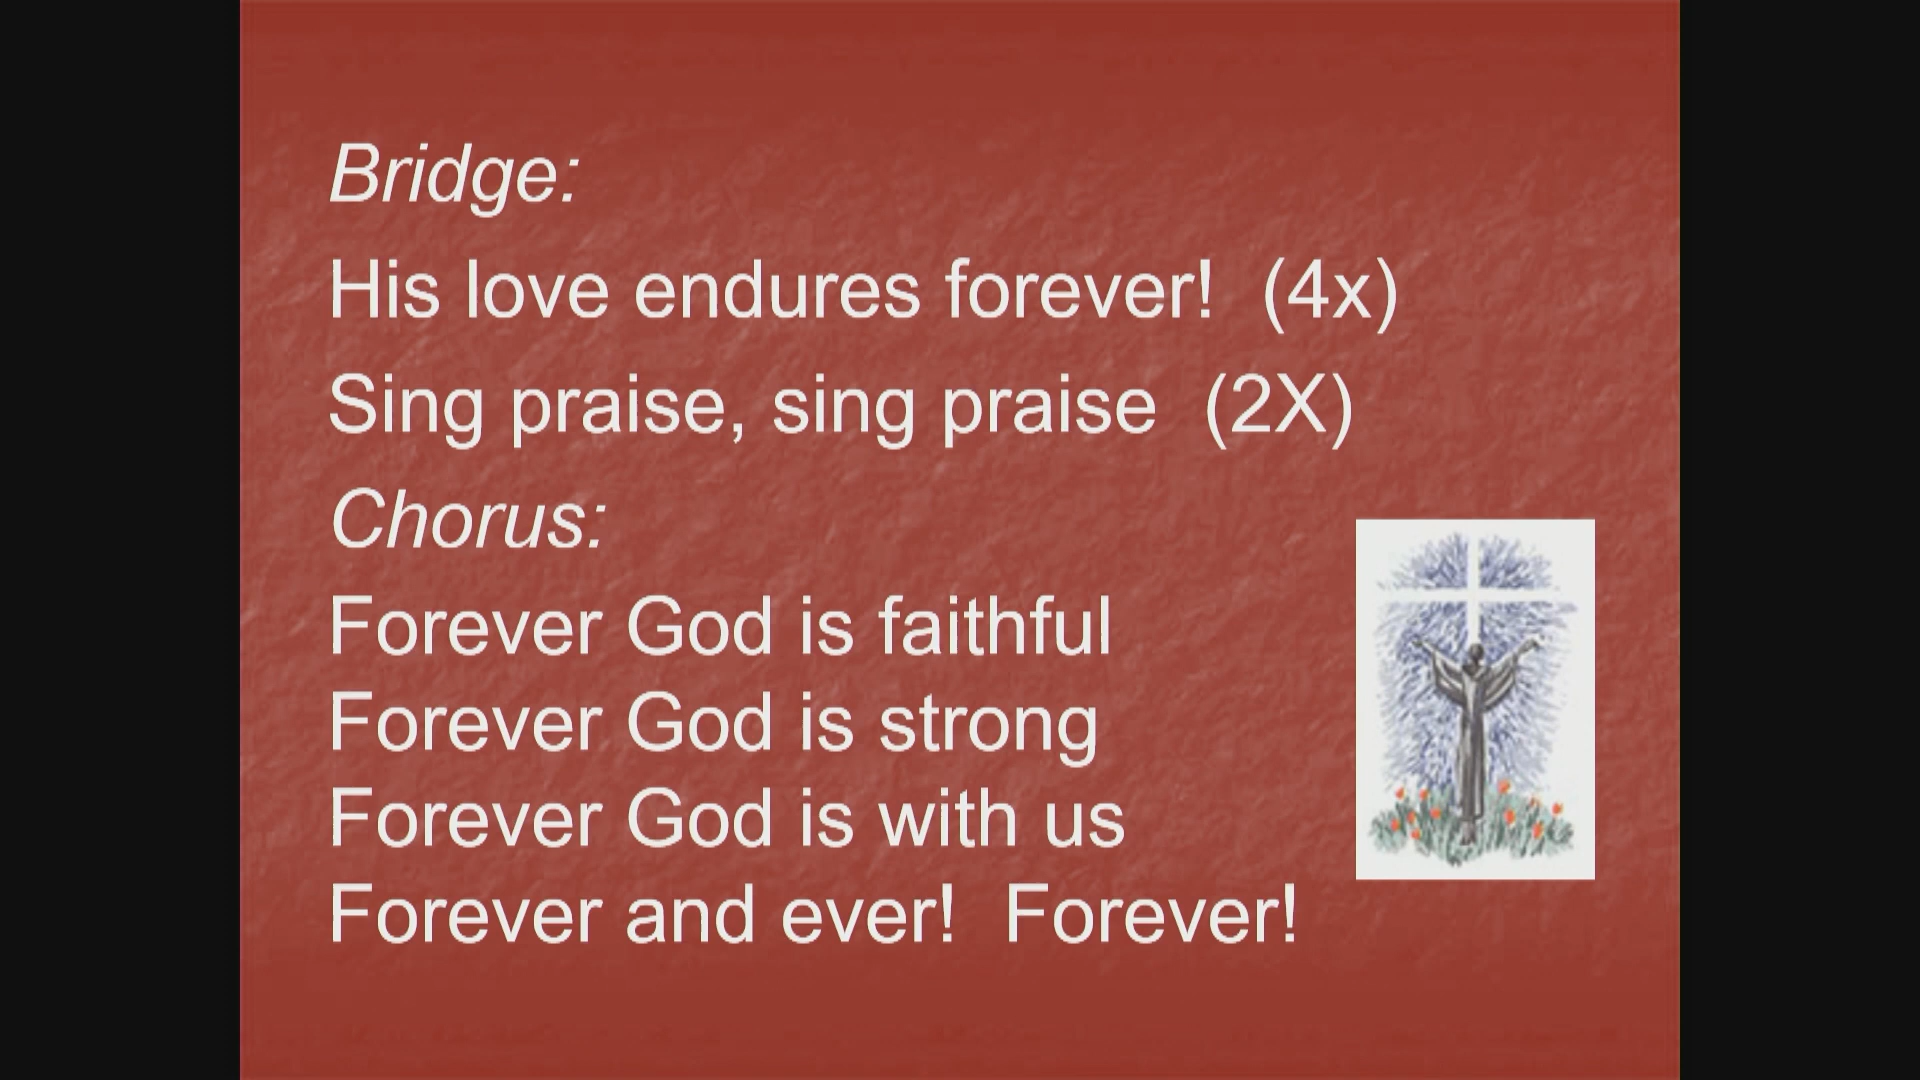 Bridge:
His love endures forever!  (4x)
Sing praise, sing praise  (2X)
Chorus:
Forever God is faithful
Forever God is strong
Forever God is with us
Forever and ever!  Forever!